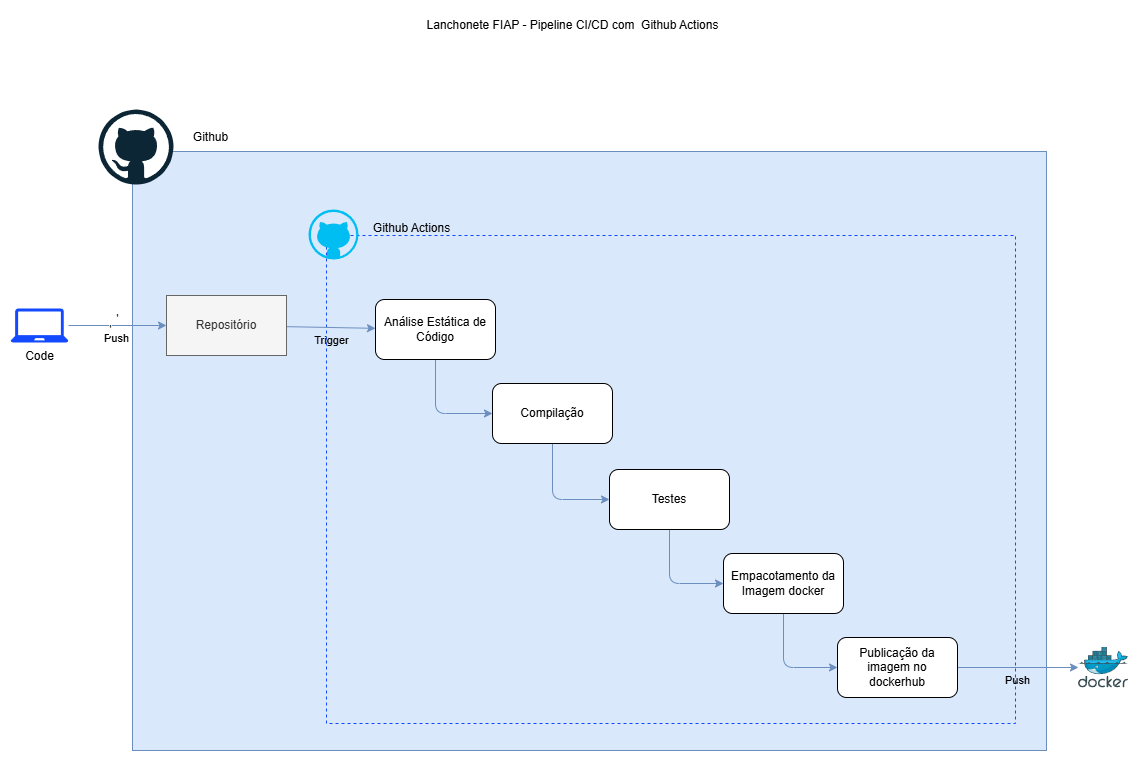 Lanchonete FIAP - Pipeline CI/CD com  Github Actions
Github
Github Actions
Code
Push
Repositório
Trigger
Análise Estática de
Código
Compilação
Testes
Empacotamento da
Imagem docker
Publicação da
imagem no
dockerhub
Push
docker